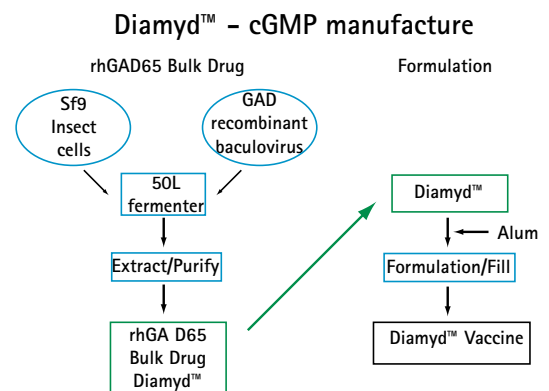 Diamyd™ – cGMP manufacture
rhGAD65 Bulk Drug
Sf9
Insect
cells
GAD
recombinant
baculovirus
50L
fermenter
Extract/Purify
rhGA D65
Bulk Drug
Diamyd™
Formulation
Diamyd™
Alum
Formulation/Fill
Diamyd™ Vaccine